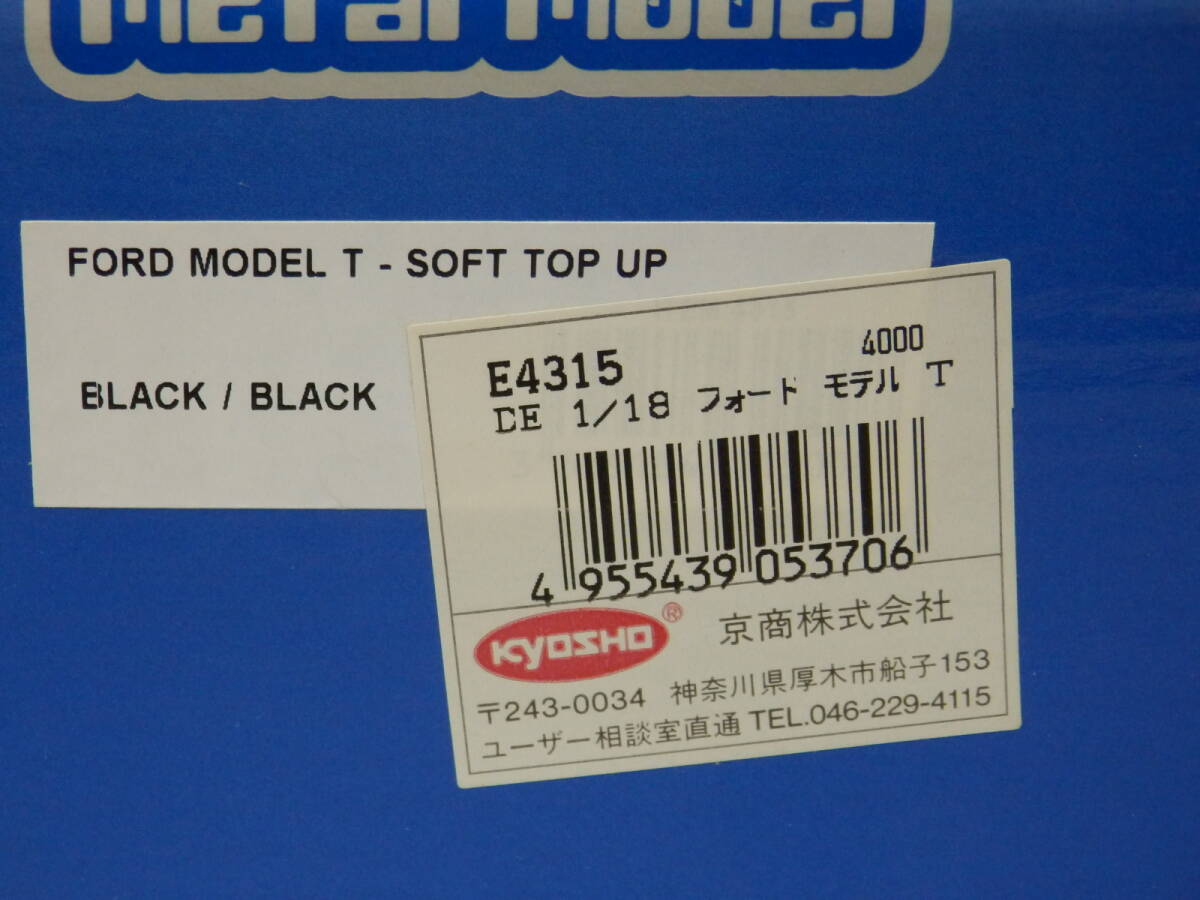 Metal Model
FORD MODEL T - SOFT TOP UP
BLACK / BLACK
E4315 4000
DE 1/18 フォード モデル T
4 955439 053706
KYOSHO® 京商株式会社
〒243-0034 神奈川県厚木市船子153
ユーザー相談室直通 TEL.046-229-4115